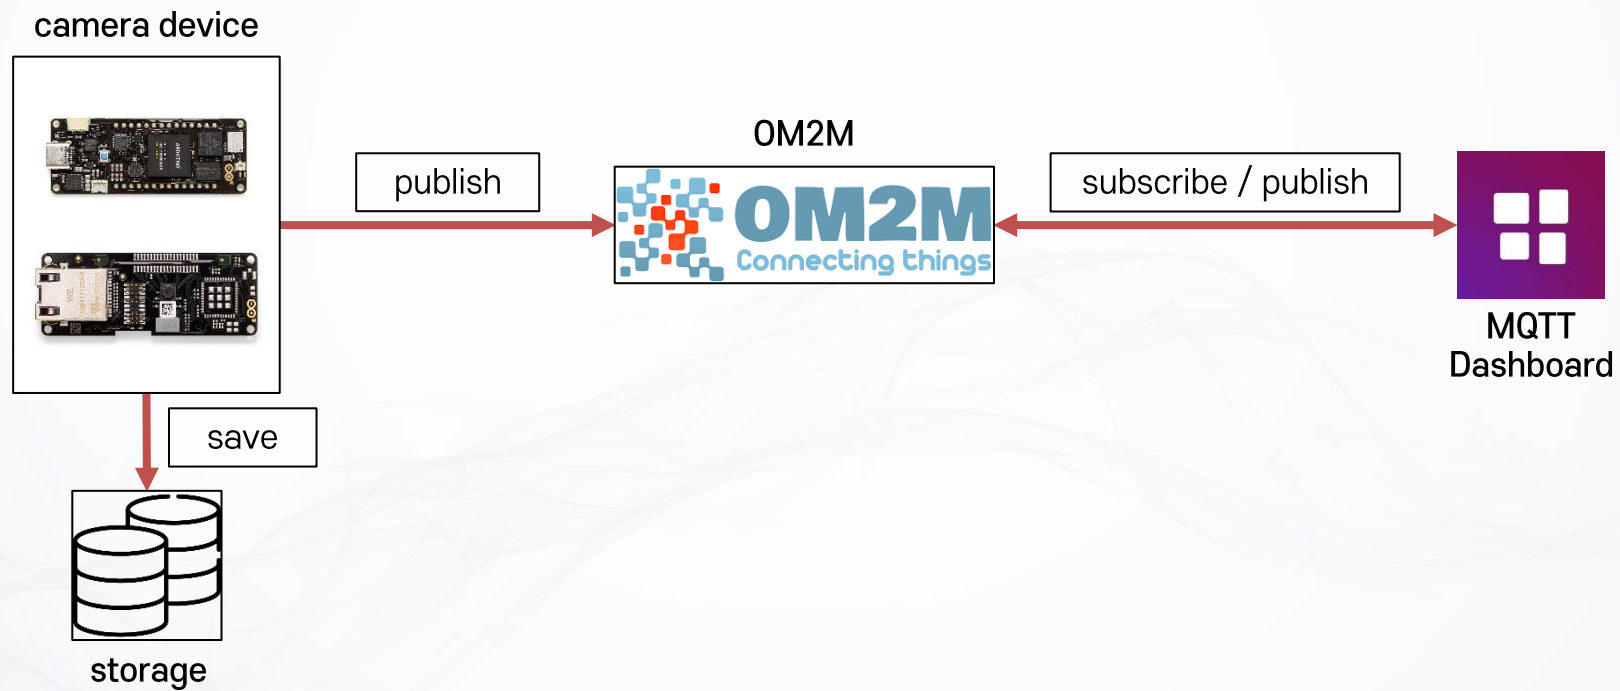 camera device
publish
OM2M
OM2M
Connecting things
subscribe / publish
MQTT
Dashboard
save
storage